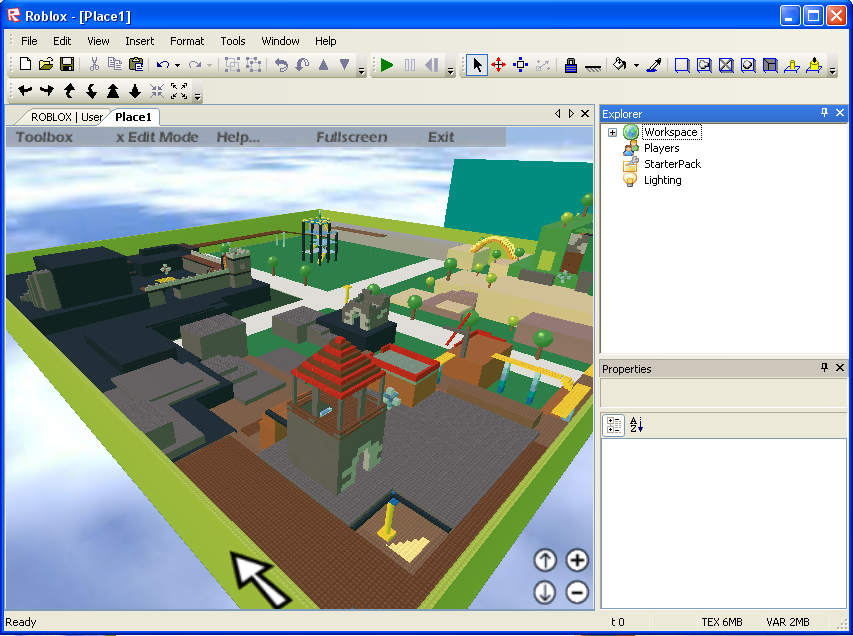 Roblox - [Place1]
File Edit View Insert Format Tools Window Help
ROBLOX | User Place1
Toolbox x Edit Mode Help... Fullscreen Exit
Explorer
Workspace
Players
StarterPack
Lighting
Properties
Ready t 0 TEX 6MB VAR 2MB